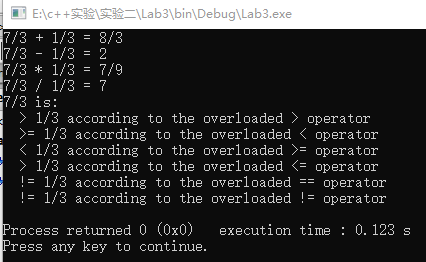 E:\c++实验\实验二\Lab3\bin\Debug\Lab3.exe
7/3 + 1/3 = 8/3
7/3 - 1/3 = 2
7/3 * 1/3 = 7/9
7/3 / 1/3 = 7
7/3 is:
  > 1/3 according to the overloaded > operator
  >= 1/3 according to the overloaded < operator
  < 1/3 according to the overloaded >= operator
  > 1/3 according to the overloaded <= operator
  != 1/3 according to the overloaded == operator
  != 1/3 according to the overloaded != operator
Process returned 0 (0x0)   execution time : 0.123 s
Press any key to continue.